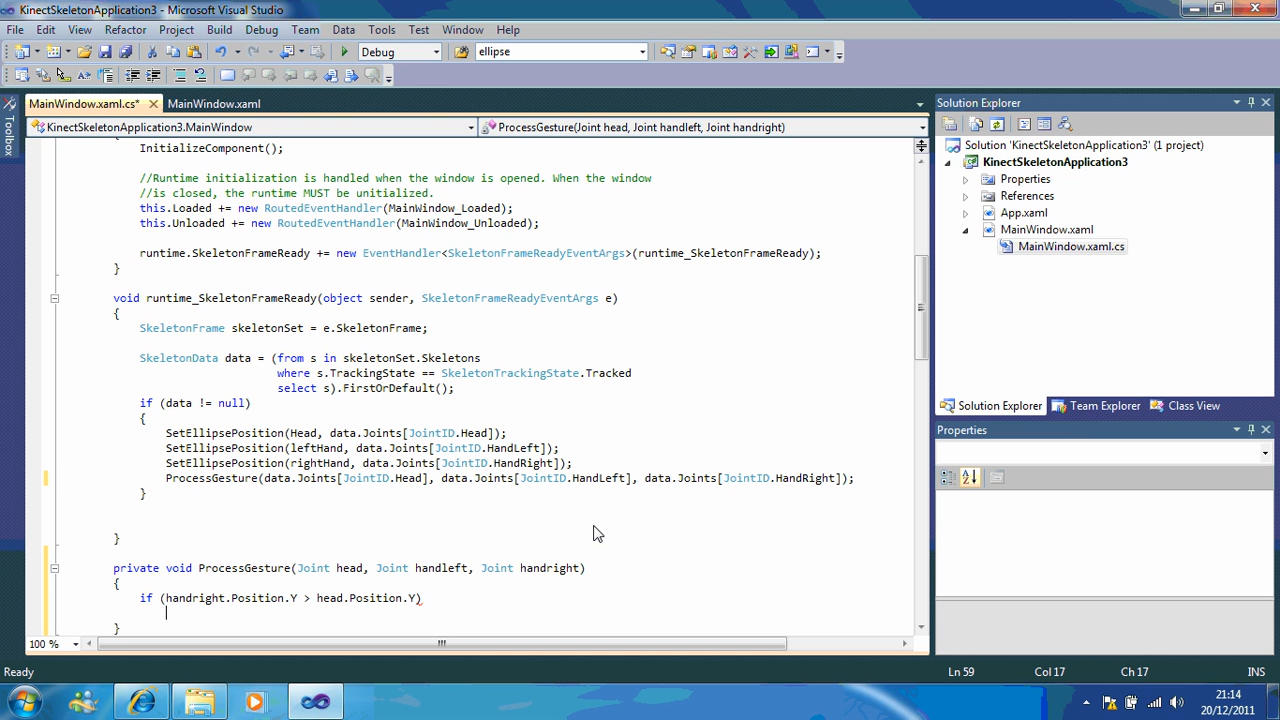 KinectSkeletonApplication3 - Microsoft Visual Studio
File Edit View Refactor Project Build Debug Team Data Tools Test Window Help
Debug ellipse
MainWindow.xaml.cs* MainWindow.xaml
KinectSkeletonApplication3.MainWindow ProcessGesture(Joint head, Joint handleft, Joint handright)
Toolbox
InitializeComponent();
//Runtime initialization is handled when the window is opened. When the window
//is closed, the runtime MUST be unitialized.
this.Loaded += new RoutedEventHandler(MainWindow_Loaded);
this.Unloaded += new RoutedEventHandler(MainWindow_Unloaded);
runtime.SkeletonFrameReady += new EventHandler<SkeletonFrameReadyEventArgs>(runtime_SkeletonFrameReady);
}
void runtime_SkeletonFrameReady(object sender, SkeletonFrameReadyEventArgs e)
{
SkeletonFrame skeletonSet = e.SkeletonFrame;
SkeletonData data = (from s in skeletonSet.Skeletons
where s.TrackingState == SkeletonTrackingState.Tracked
select s).FirstOrDefault();
if (data != null)
{
SetEllipsePosition(Head, data.Joints[JointID.Head]);
SetEllipsePosition(leftHand, data.Joints[JointID.HandLeft]);
SetEllipsePosition(rightHand, data.Joints[JointID.HandRight]);
ProcessGesture(data.Joints[JointID.Head], data.Joints[JointID.HandLeft], data.Joints[JointID.HandRight]);
}
}
private void ProcessGesture(Joint head, Joint handleft, Joint handright)
{
if (handright.Position.Y > head.Position.Y)
}
100 %
Solution Explorer
Solution 'KinectSkeletonApplication3' (1 project)
KinectSkeletonApplication3
Properties
References
App.xaml
MainWindow.xaml
MainWindow.xaml.cs
Solution Explorer Team Explorer Class View
Properties
Ready Ln 59 Col 17 Ch 17 INS
21:14
20/12/2011